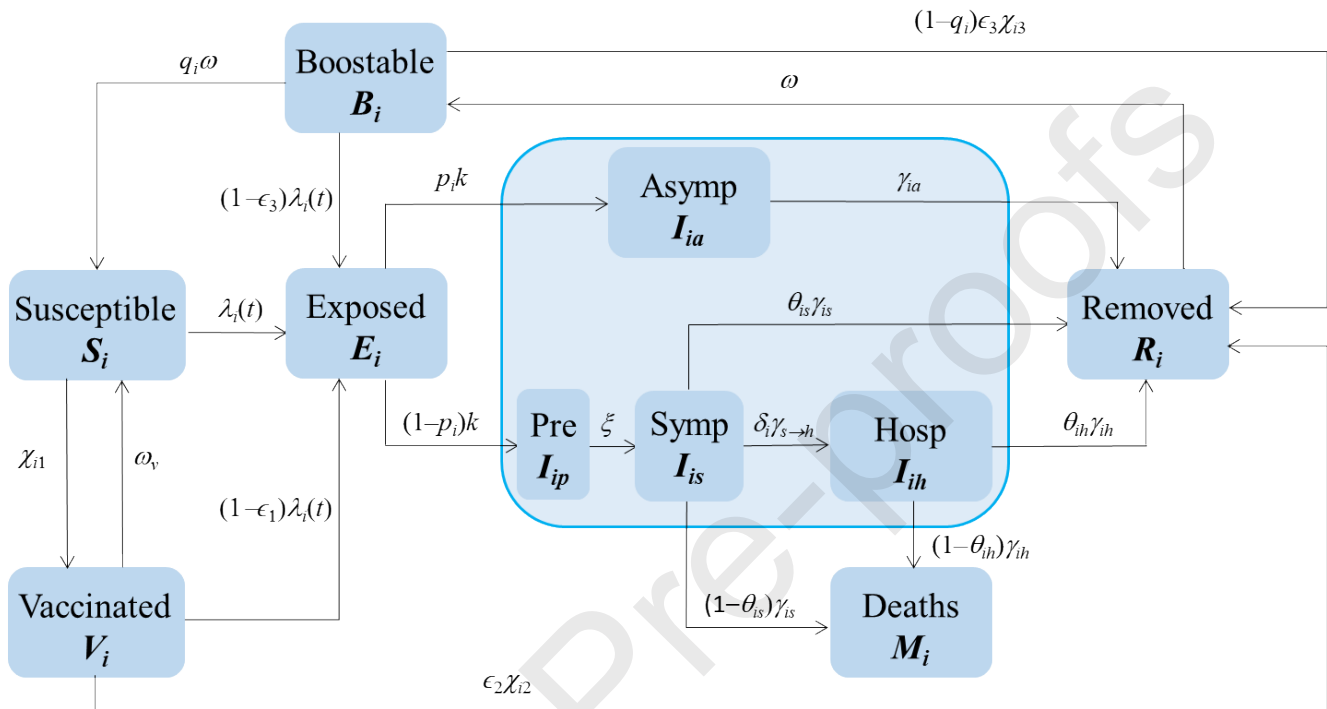 (1–qᵢ)ϵ₃χᵢ₃
qᵢω
Boostable
Bᵢ
ω
(1–ϵ₃)λᵢ(t)
pᵢk
Asymp
Iᵢₐ
γᵢₐ
Susceptible
Sᵢ
λᵢ(t)
Exposed
Eᵢ
θᵢₛγᵢₛ
Removed
Rᵢ
(1–pᵢ)k
Pre
Iᵢₚ
ξ
Symp
Iᵢₛ
δᵢγₛ→ₕ
Hosp
Iᵢₕ
θᵢₕγᵢₕ
χᵢ₁
ωᵥ
(1–ϵ₁)λᵢ(t)
(1–θᵢₕ)γᵢₕ
Vaccinated
Vᵢ
(1–θᵢₛ)γᵢₛ
Deaths
Mᵢ
ϵ₂χᵢ₂
Pre-proofs